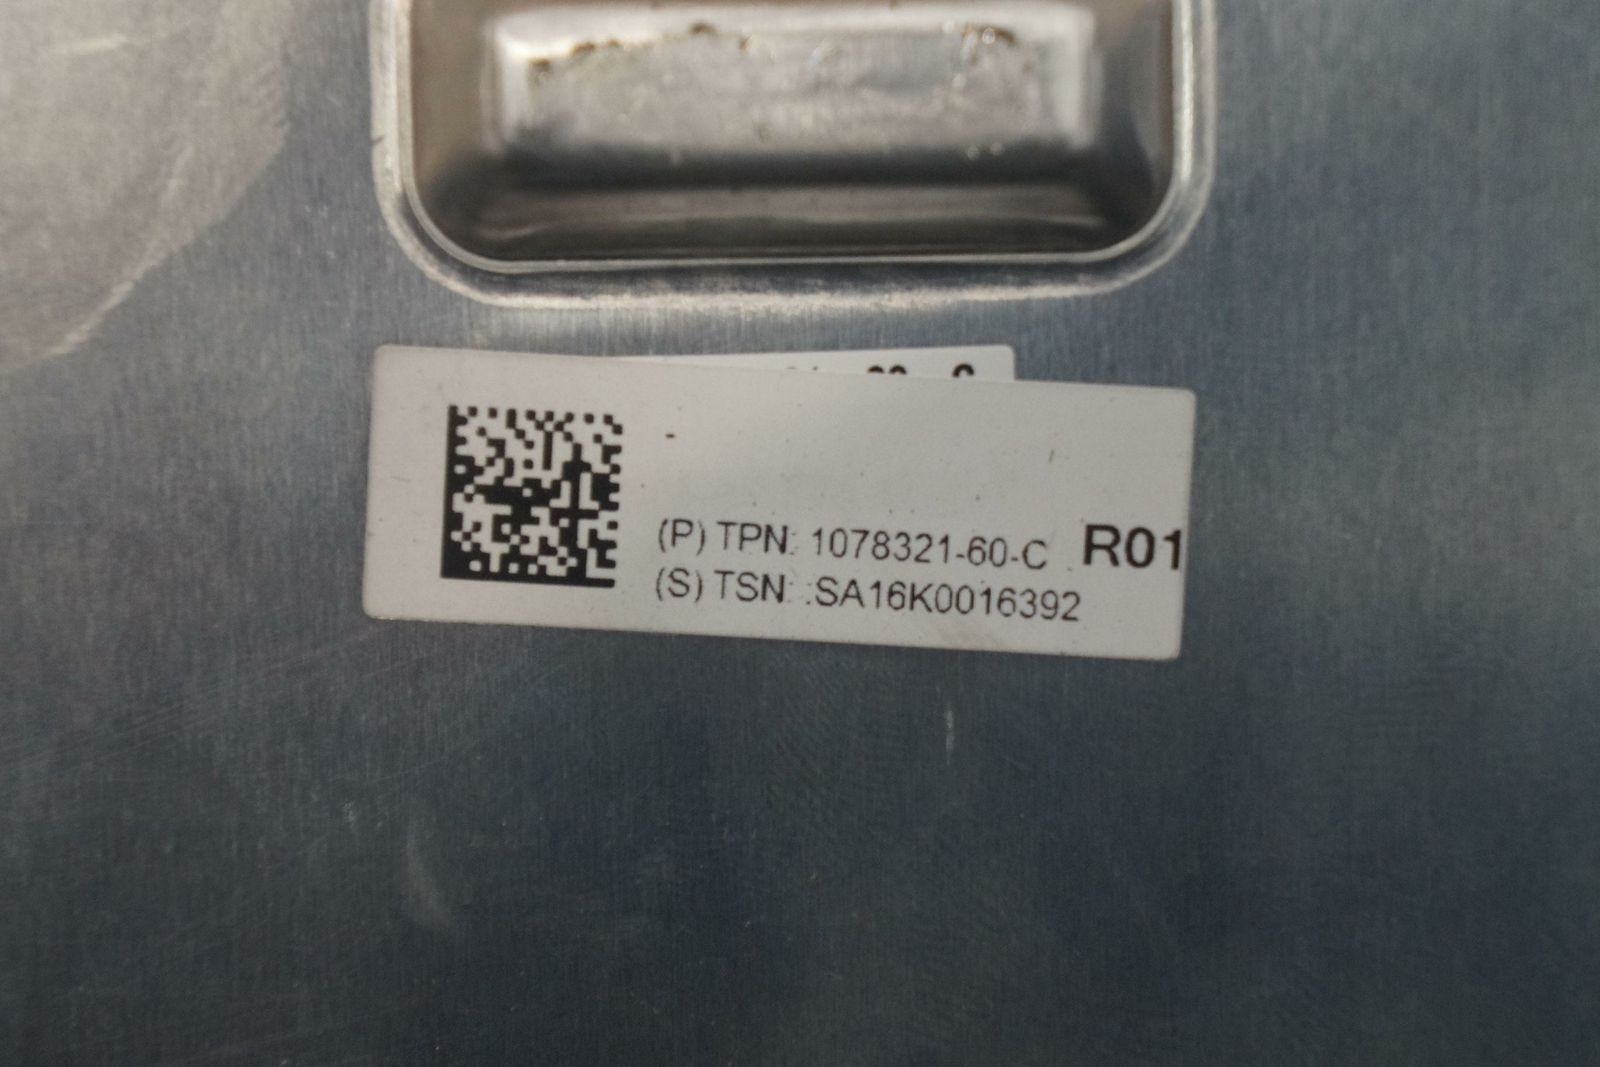 (P) TPN: 1078321-60-C R01
(S) TSN: SA16K0016392